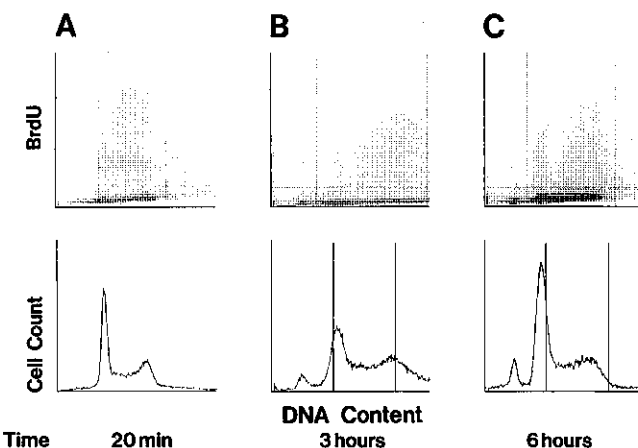 A
B
C
BrdU
Cell Count
DNA Content
Time 20 min 3 hours 6 hours